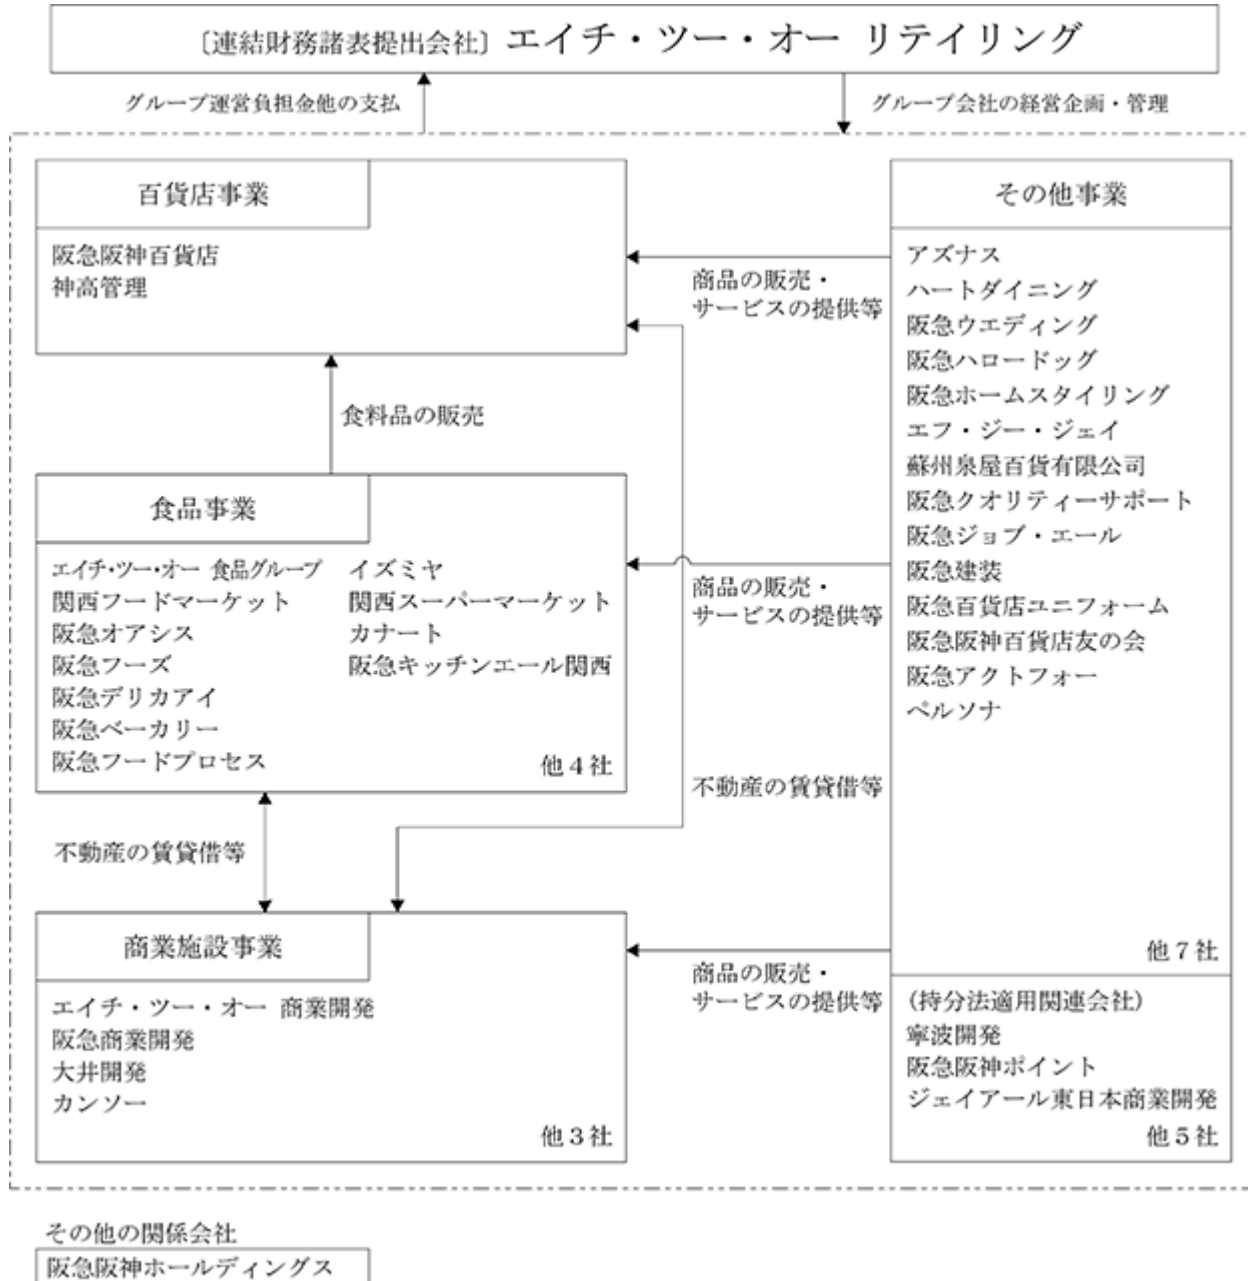 〔連結財務諸表提出会社〕エイチ・ツー・オー リテイリング
グループ運営負担金他の支払
グループ会社の経営企画・管理
百貨店事業
阪急阪神百貨店
神高管理
食料品の販売
食品事業
エイチ・ツー・オー 食品グループ
関西フードマーケット
阪急オアシス
阪急フーズ
阪急デリカアイ
阪急ベーカリー
阪急フードプロセス
イズミヤ
関西スーパーマーケット
カナート
阪急キッチンエール関西
他4社
不動産の賃貸借等
商業施設事業
エイチ・ツー・オー 商業開発
阪急商業開発
大井開発
カンソー
他3社
商品の販売・
サービスの提供等
商品の販売・
サービスの提供等
不動産の賃貸借等
商品の販売・
サービスの提供等
その他事業
アズナス
ハートダイニング
阪急ウエディング
阪急ハロードッグ
阪急ホームスタイリング
エフ・ジー・ジェイ
蘇州泉屋百貨有限公司
阪急クオリティーサポート
阪急ジョブ・エール
阪急建装
阪急百貨店ユニフォーム
阪急阪神百貨店友の会
阪急アクトフォー
ペルソナ
他7社
(持分法適用関連会社)
寧波開発
阪急阪神ポイント
ジェイアール東日本商業開発
他5社
その他の関係会社
阪急阪神ホールディングス